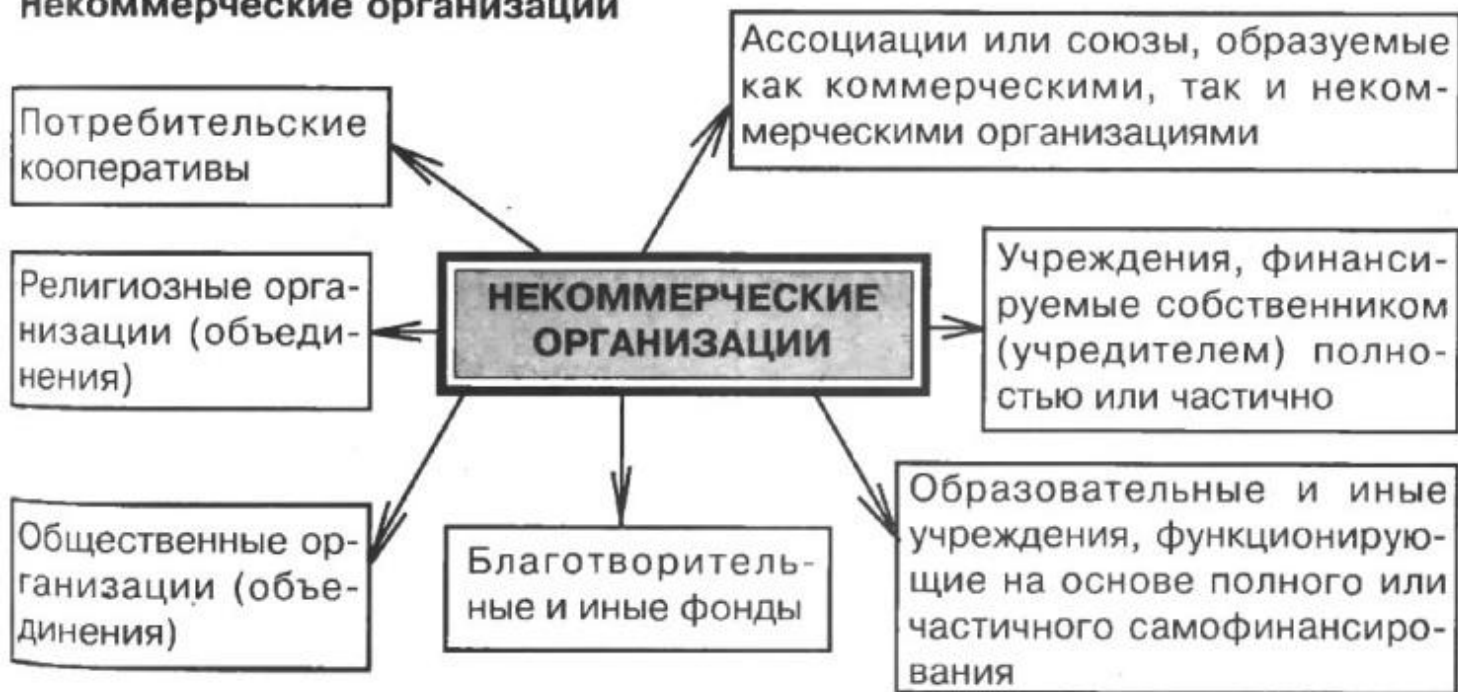 Некоммерческие организации
Ассоциации или союзы, образуемые
как коммерческими, так и неком-
мерческими организациями
Потребительские
кооперативы
Религиозные орга-
низации (объеди-
нения)
НЕКОММЕРЧЕСКИЕ
ОРГАНИЗАЦИИ
Учреждения, финанси-
руемые собственником
(учредителем) полно-
стью или частично
Общественные ор-
ганизации (объе-
динения)
Благотворитель-
ные и иные фонды
Образовательные и иные
учреждения, функционирую-
щие на основе полного или
частичного самофинансиро-
вания